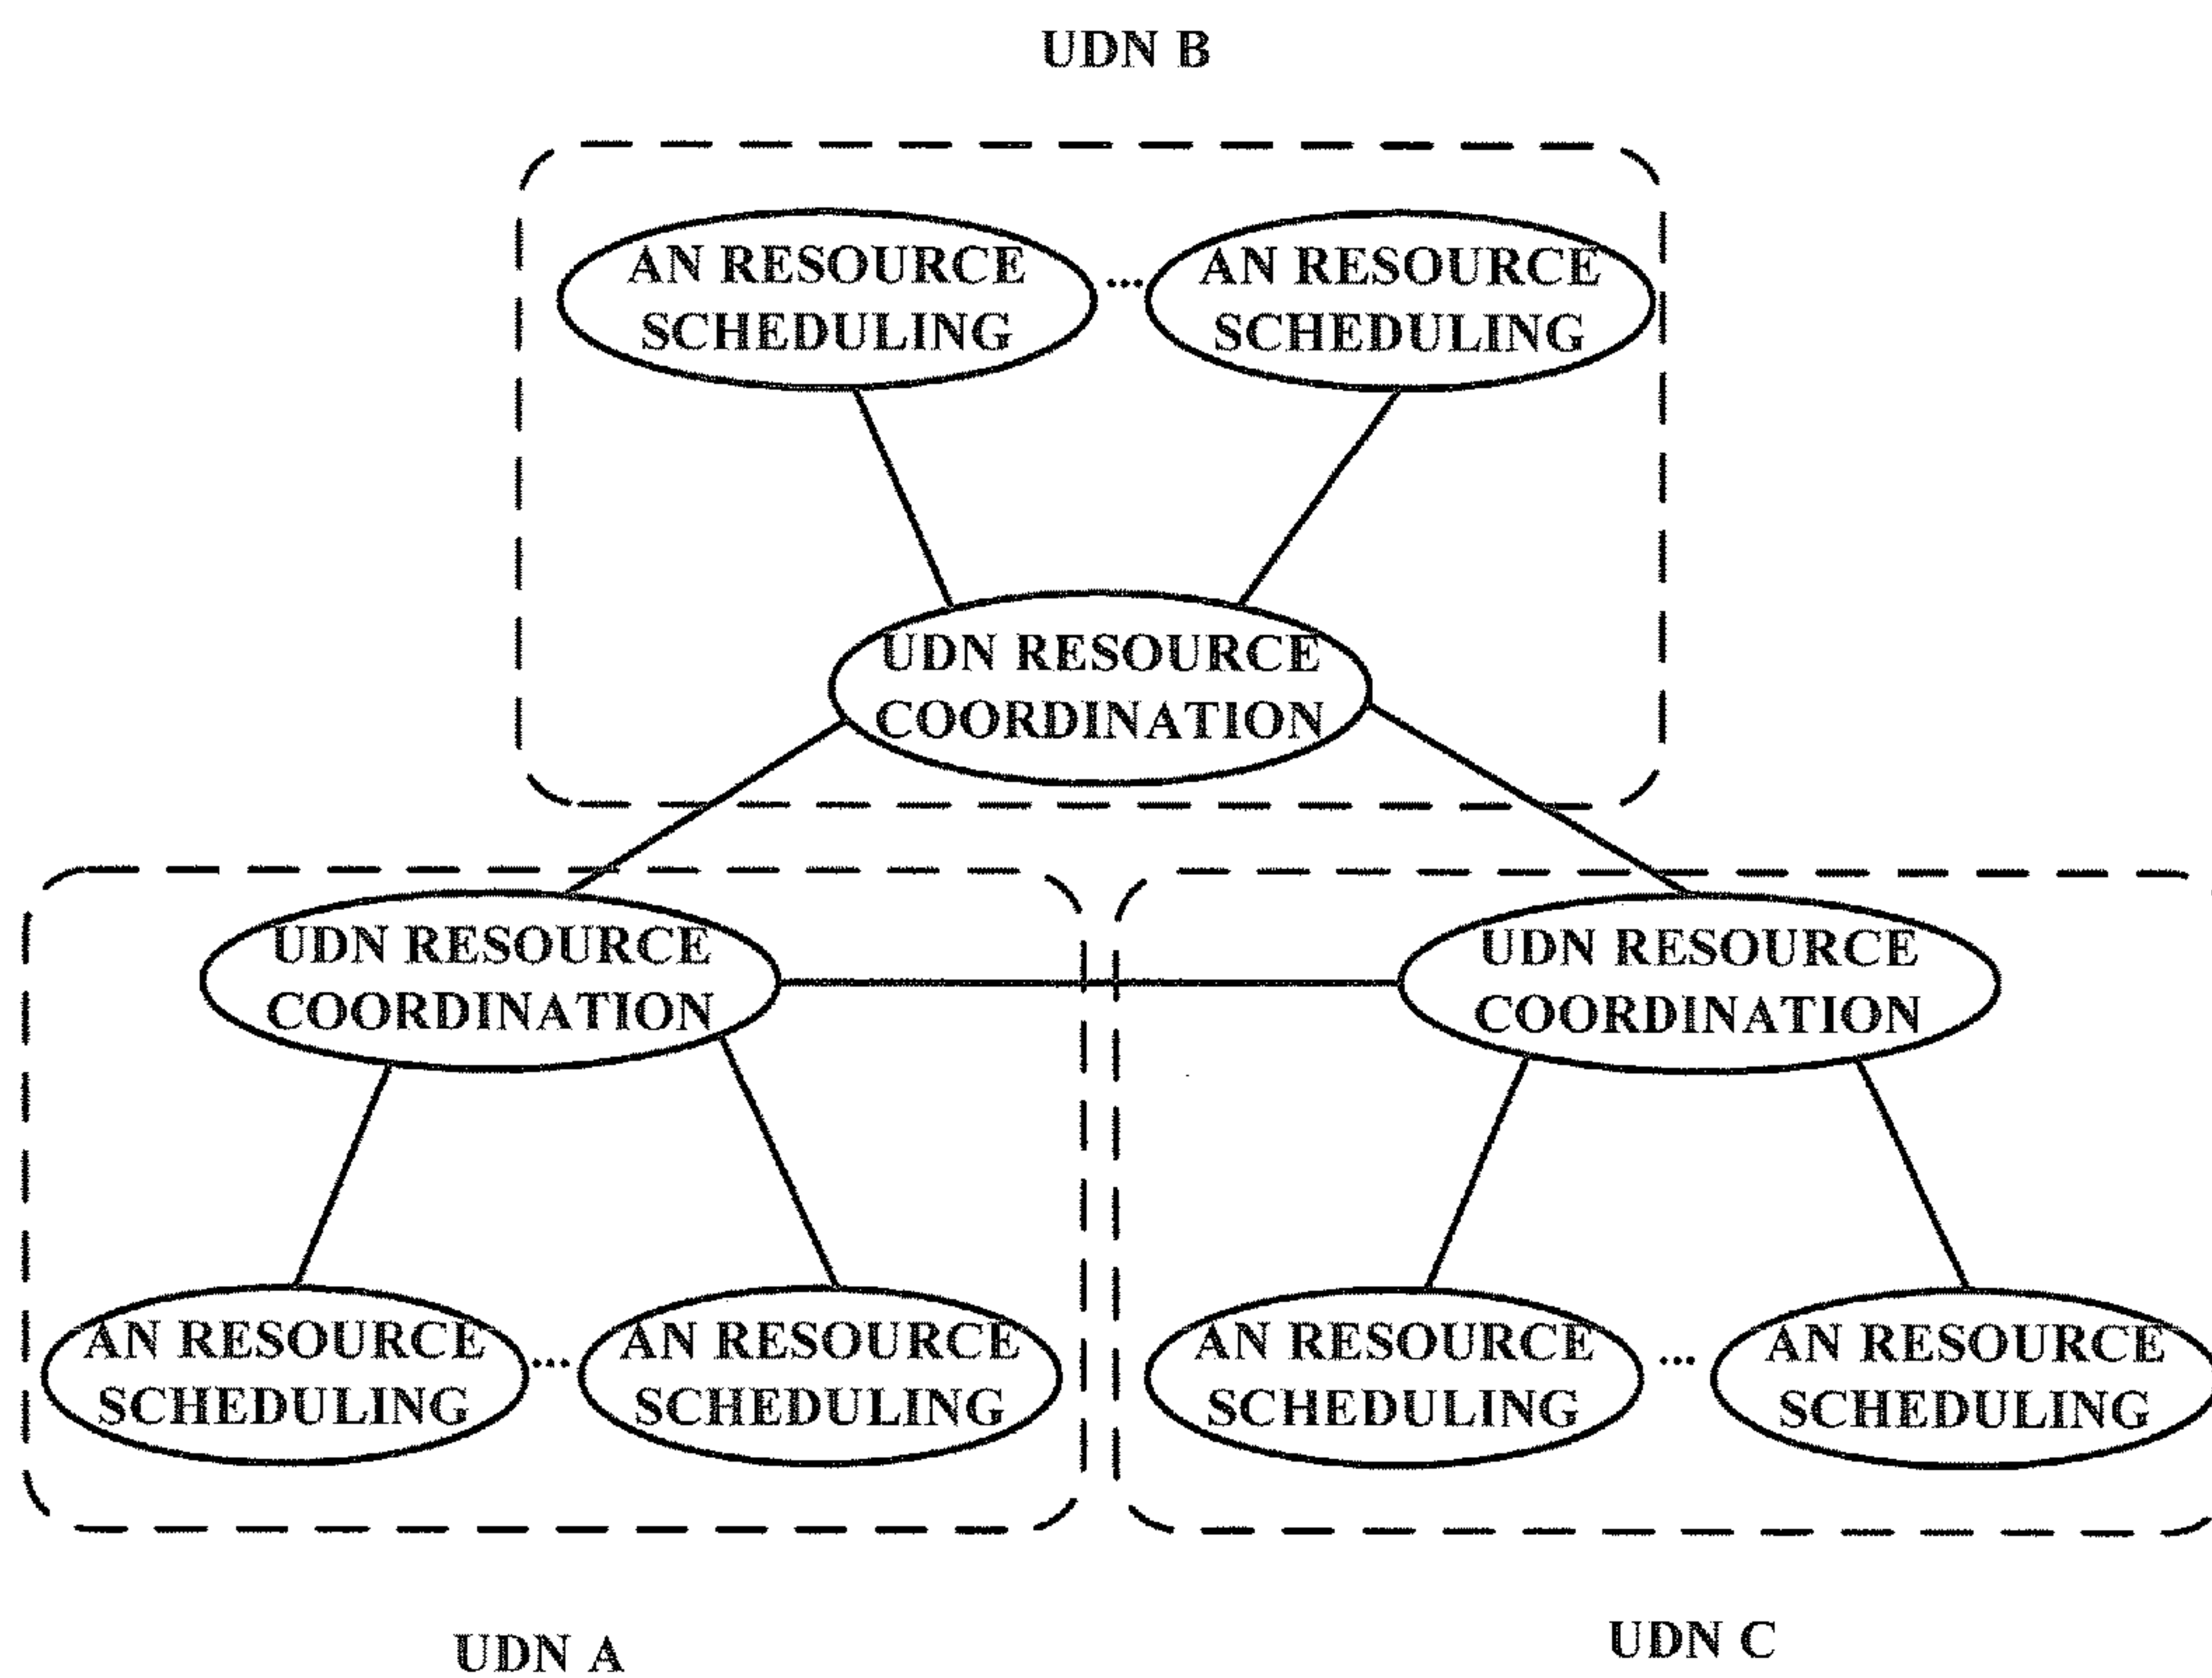 UDN B
AN RESOURCE
SCHEDULING
...
AN RESOURCE
SCHEDULING
UDN RESOURCE
COORDINATION
UDN RESOURCE
COORDINATION
UDN RESOURCE
COORDINATION
AN RESOURCE
SCHEDULING
...
AN RESOURCE
SCHEDULING
AN RESOURCE
SCHEDULING
...
AN RESOURCE
SCHEDULING
UDN A
UDN C